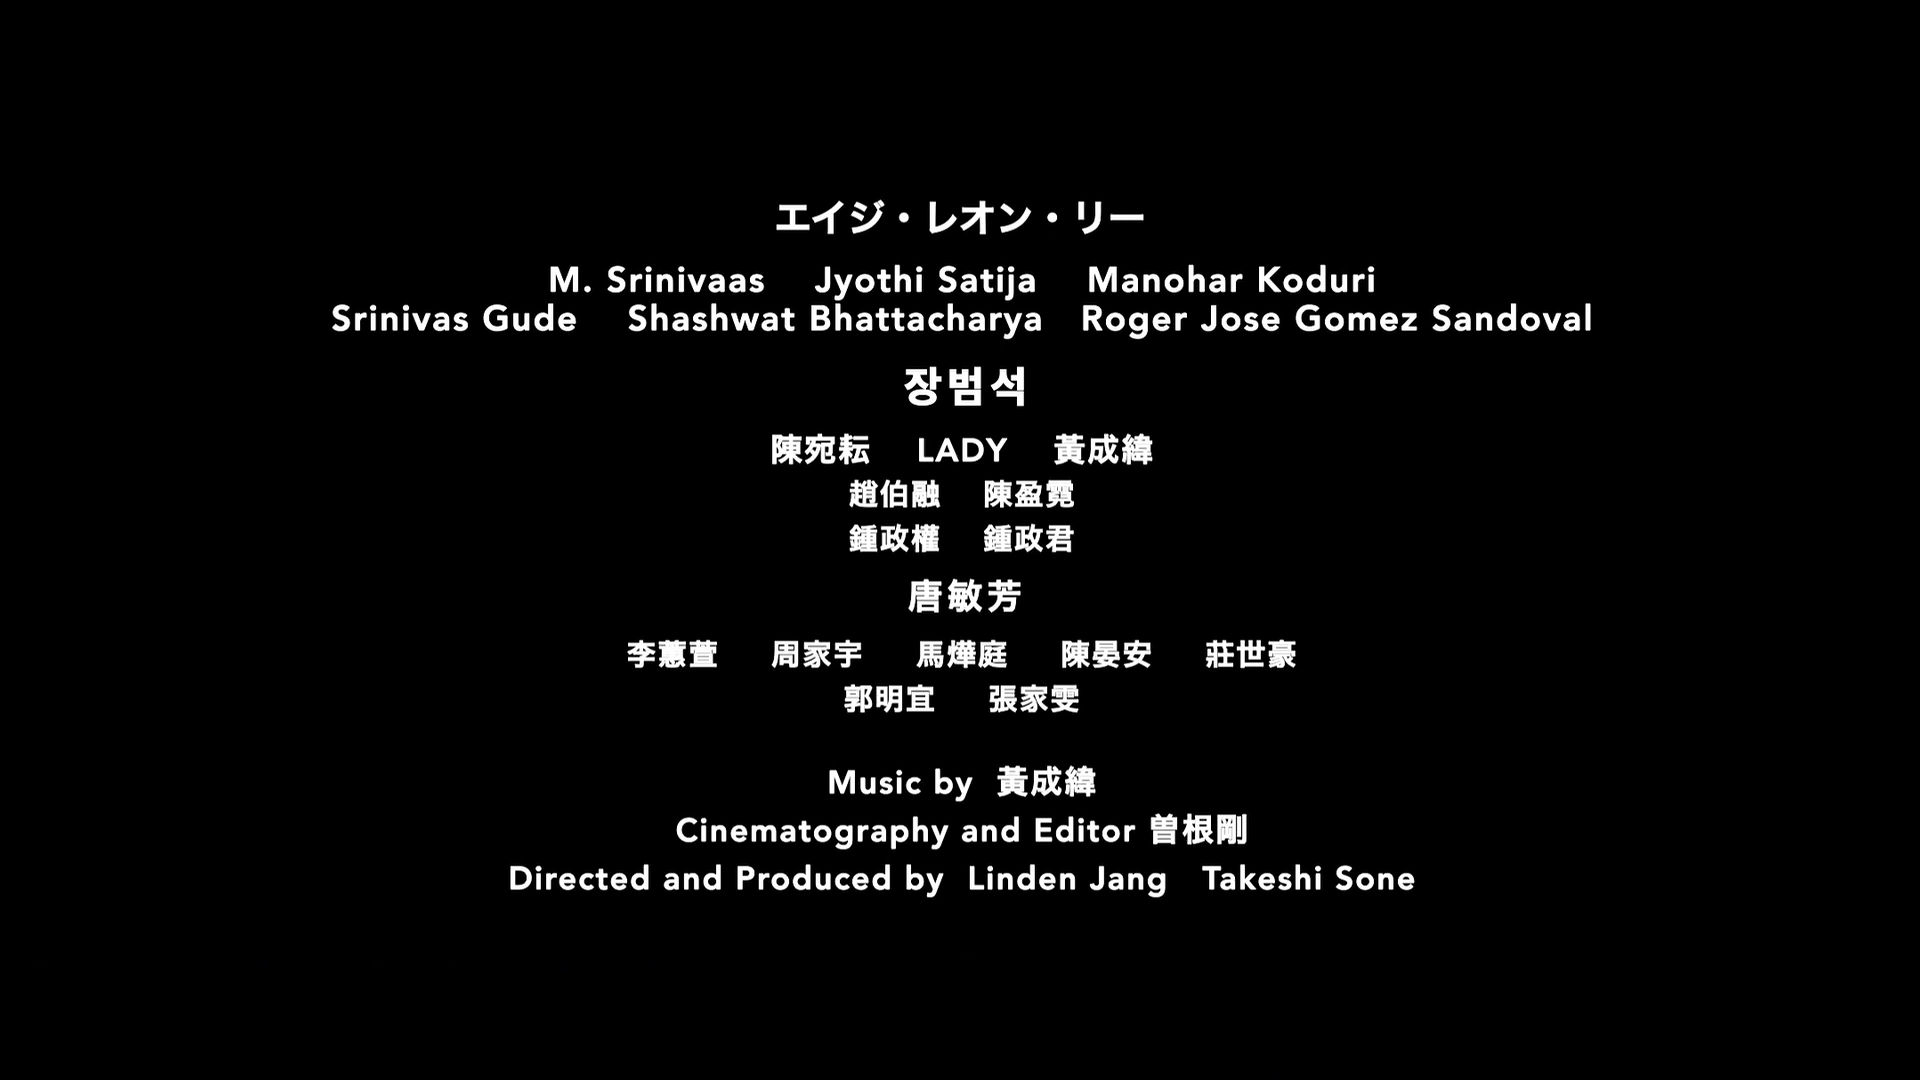 エイジ・レオン・リー
M. Srinivaas Jyothi Satija Manohar Koduri
Srinivas Gude Shashwat Bhattacharya Roger Jose Gomez Sandoval
장범석
陳宛耘 LADY 黃成緯
趙伯融 陳盈霓
鍾政權 鍾政君
唐敏芳
李蕙萱 周家宇 馬燁庭 陳晏安 莊世豪
郭明宜 張家雯
Music by 黃成緯
Cinematography and Editor 曽根剛
Directed and Produced by Linden Jang Takeshi Sone